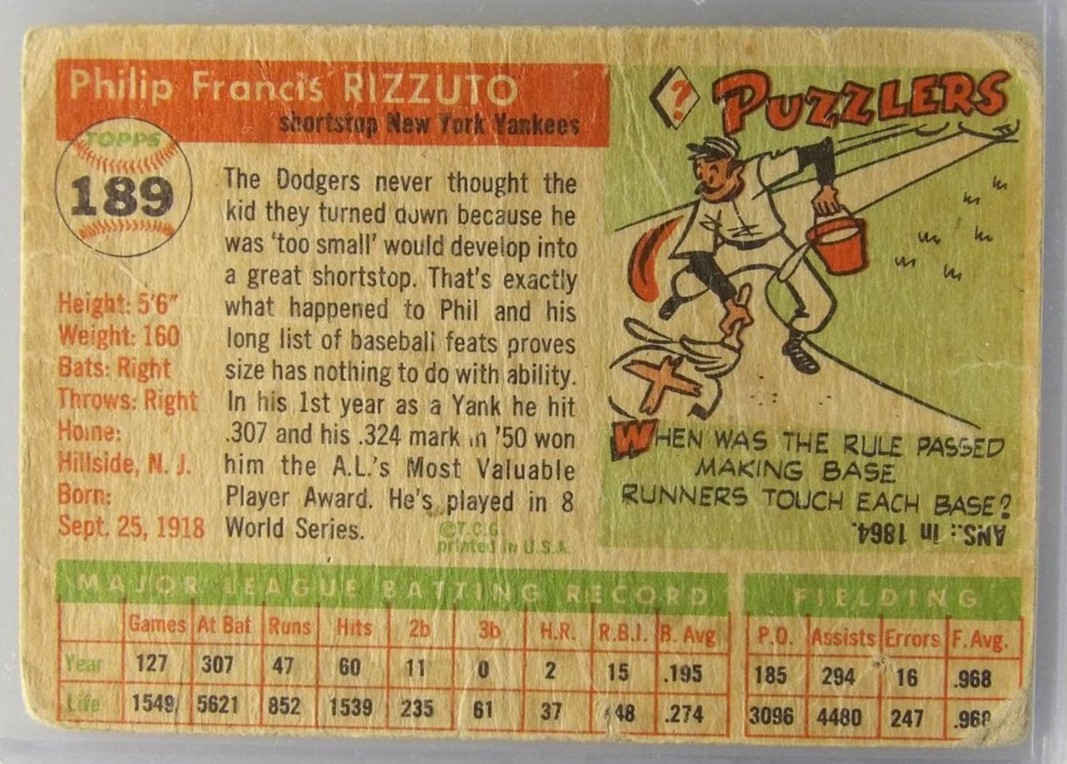 Philip Francis RIZZUTO
shortstop New York Yankees
TOPPS
189
Height: 5'6"
Weight: 160
Bats: Right
Throws: Right
Home:
Hillside, N. J.
Born:
Sept. 25, 1918
The Dodgers never thought the
kid they turned down because he
was 'too small' would develop into
a great shortstop. That's exactly
what happened to Phil and his
long list of baseball feats proves
size has nothing to do with ability.
In his 1st year as a Yank he hit
.307 and his .324 mark in '50 won
him the A.L.'s Most Valuable
Player Award. He's played in 8
World Series.
©T.C.G.
printed in U.S.A.
? PUZZLERS
WHEN WAS THE RULE PASSED
MAKING BASE
RUNNERS TOUCH EACH BASE?
ANS.: In 1864.
MAJOR LEAGUE BATTING RECORD FIELDING
Games At Bat Runs Hits 2b 3b H.R. R.B.I. B. Avg P.O. Assists Errors F. Avg.
Year 127 307 47 60 11 0 2 15 .195 185 294 16 .968
Life 1549 5621 852 1539 235 61 37 .274 3096 4480 247 .968